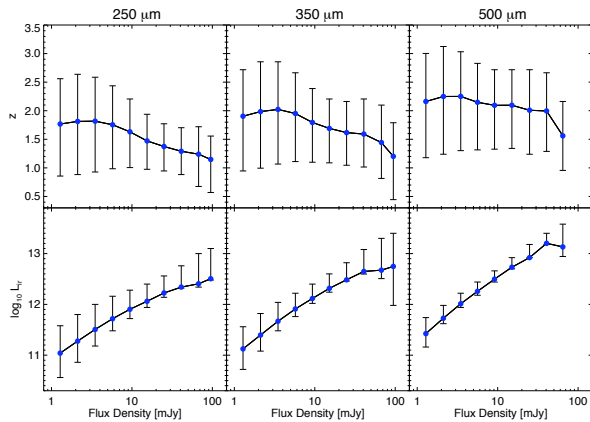 250 μm 350 μm 500 μm
3.5
3.0
2.5
2.0
1.5
1.0
0.5
z
13
12
11
log₁₀ L_ir
1 10 100 1 10 100 1 10 100
Flux Density [mJy] Flux Density [mJy] Flux Density [mJy]